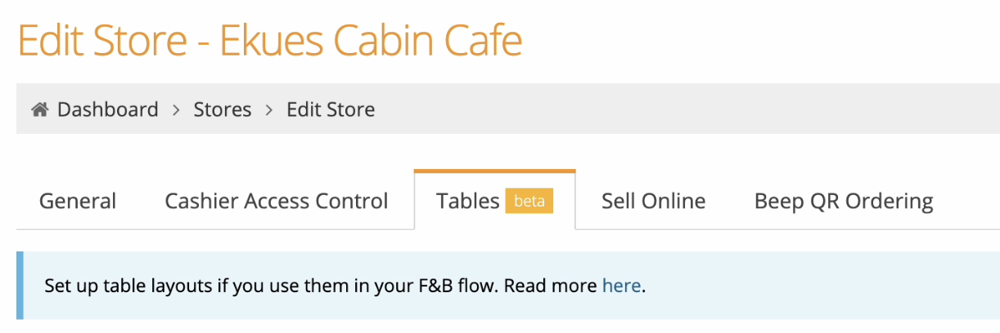 Edit Store - Ekues Cabin Cafe
Dashboard > Stores > Edit Store
General Cashier Access Control Tables beta Sell Online Beep QR Ordering
Set up table layouts if you use them in your F&B flow. Read more here.